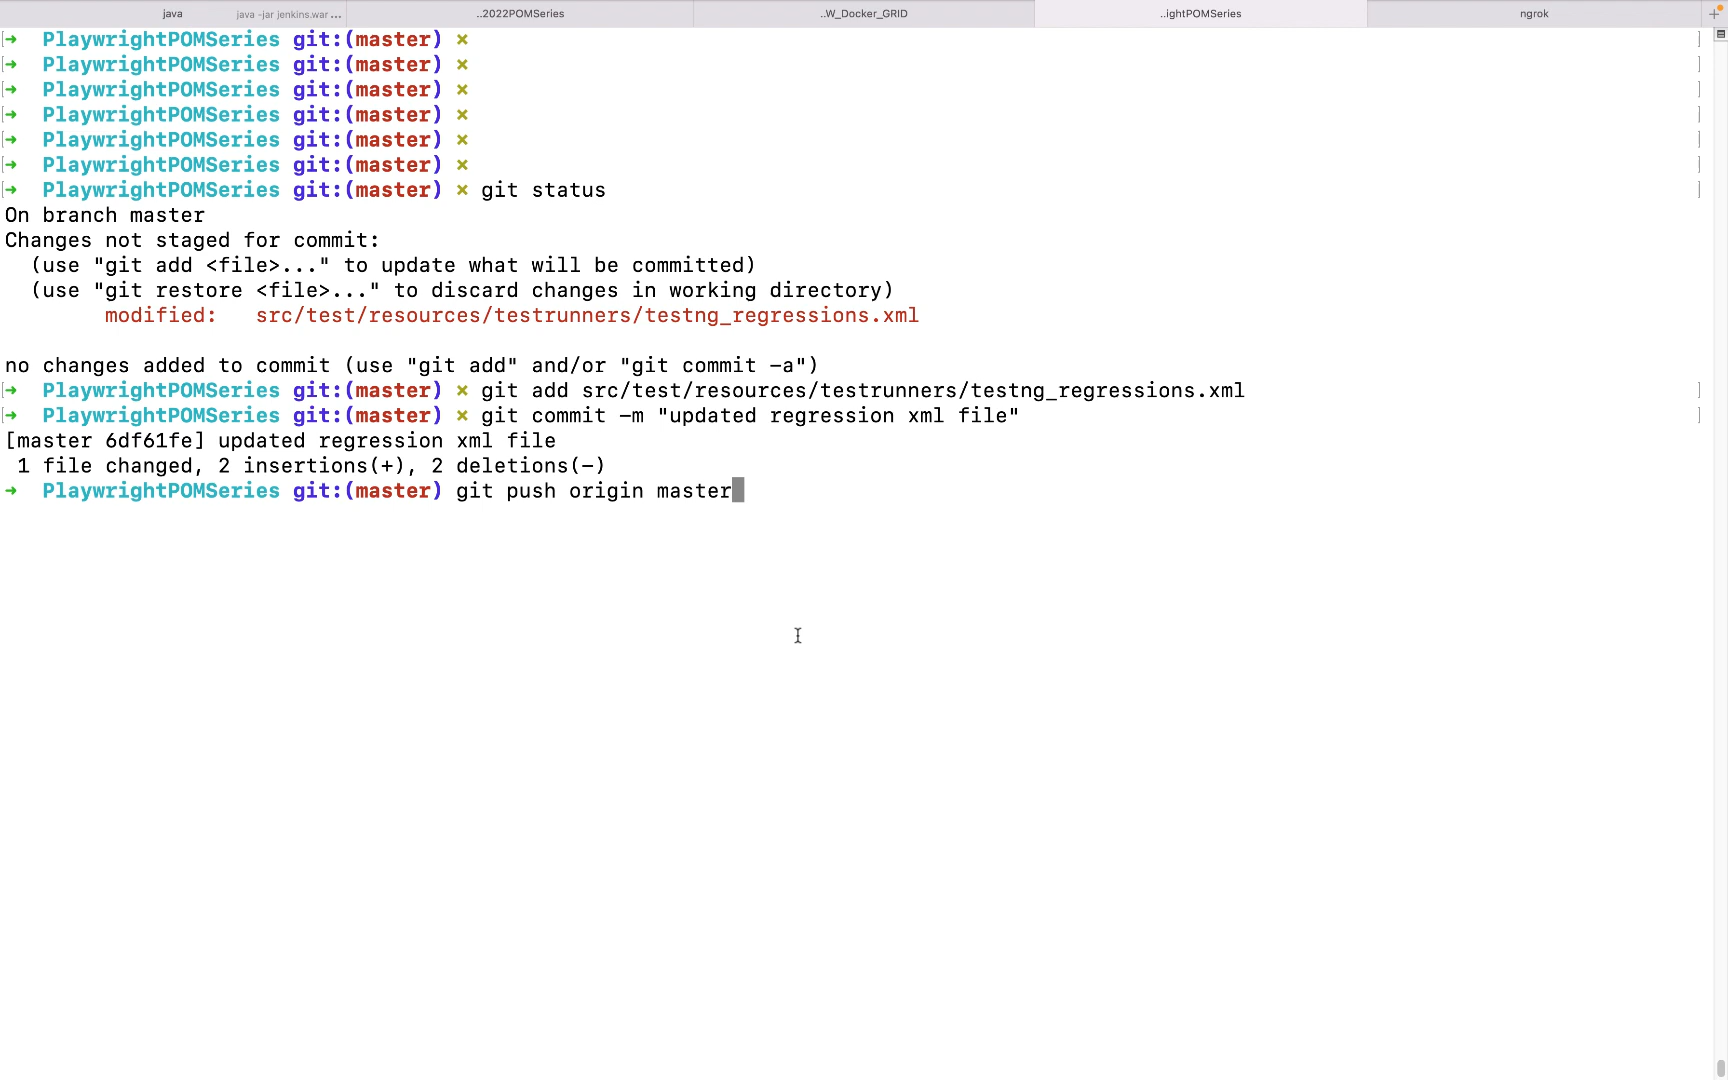 java java -jar jenkins.war ... ..2022POMSeries ..W_Docker_GRID ..ightPOMSeries ngrok +
[➜ PlaywrightPOMSeries git:(master) × ]
[➜ PlaywrightPOMSeries git:(master) × ]
[➜ PlaywrightPOMSeries git:(master) × ]
[➜ PlaywrightPOMSeries git:(master) × ]
[➜ PlaywrightPOMSeries git:(master) × ]
[➜ PlaywrightPOMSeries git:(master) × ]
[➜ PlaywrightPOMSeries git:(master) × git status ]
On branch master
Changes not staged for commit:
  (use "git add <file>..." to update what will be committed)
  (use "git restore <file>..." to discard changes in working directory)
        modified:   src/test/resources/testrunners/testng_regressions.xml

no changes added to commit (use "git add" and/or "git commit -a")
[➜ PlaywrightPOMSeries git:(master) × git add src/test/resources/testrunners/testng_regressions.xml ]
[➜ PlaywrightPOMSeries git:(master) × git commit -m "updated regression xml file" ]
[master 6df61fe] updated regression xml file
 1 file changed, 2 insertions(+), 2 deletions(-)
➜ PlaywrightPOMSeries git:(master) git push origin master